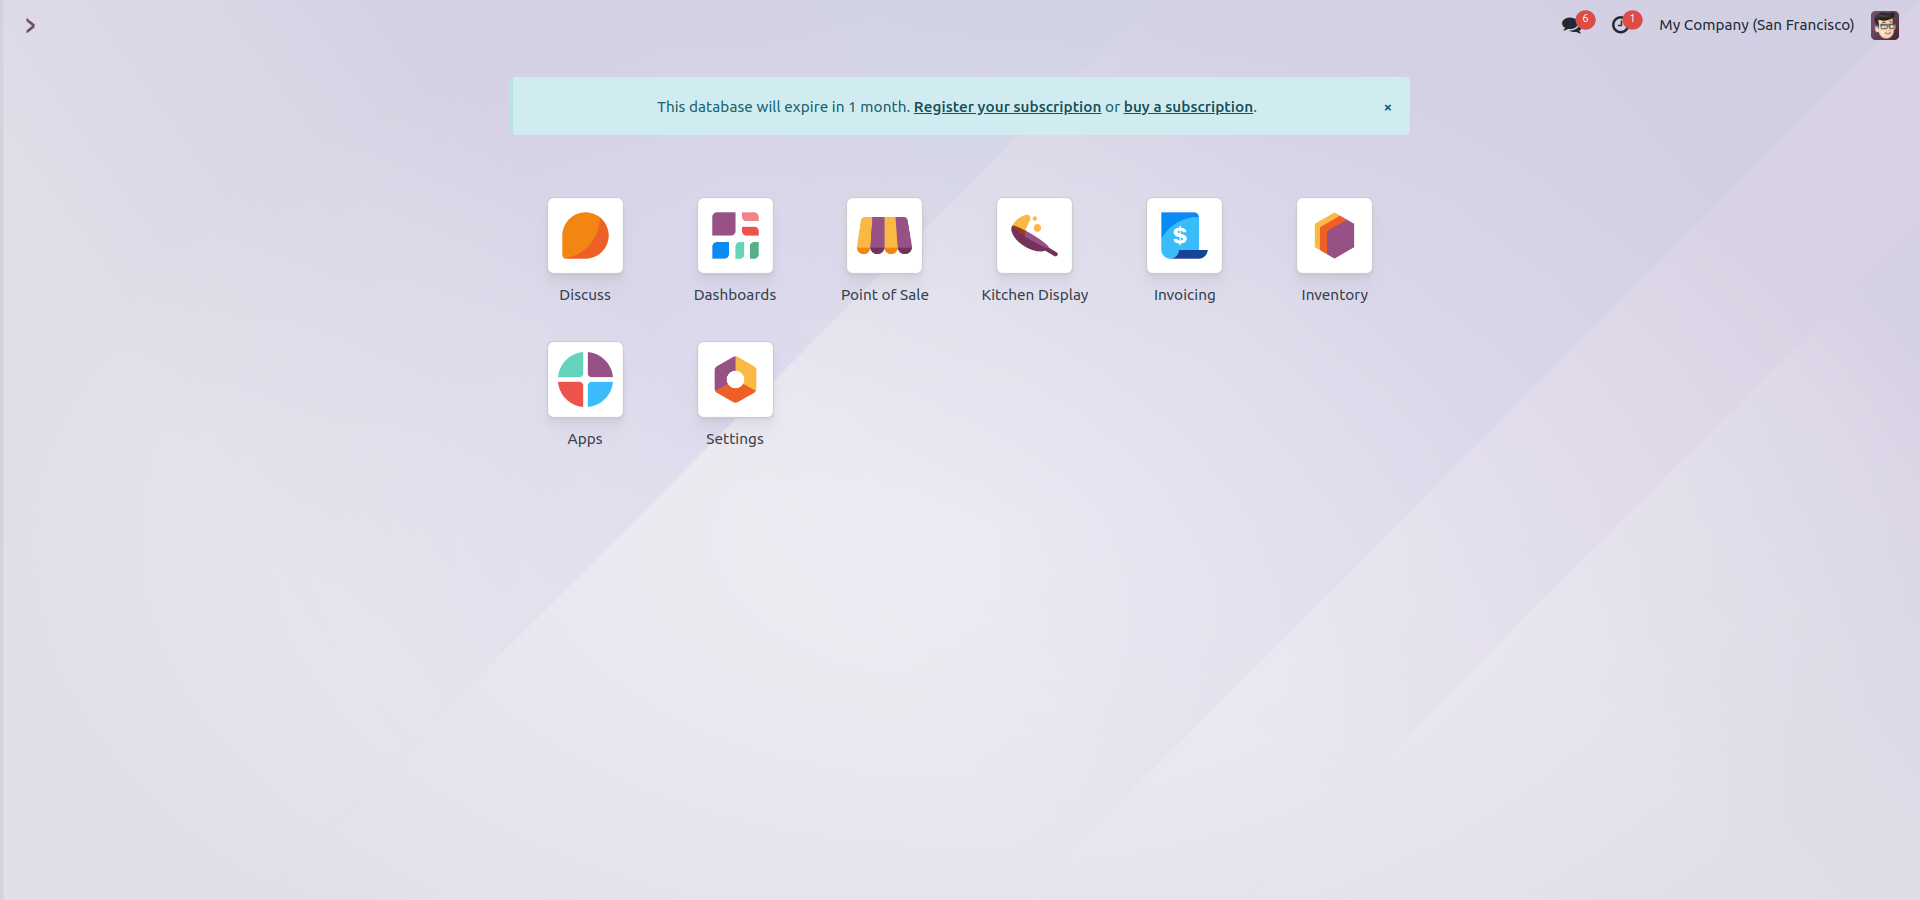 6
1
My Company (San Francisco)
This database will expire in 1 month. Register your subscription or buy a subscription.
×
Discuss
Dashboards
Point of Sale
Kitchen Display
Invoicing
Inventory
Apps
Settings